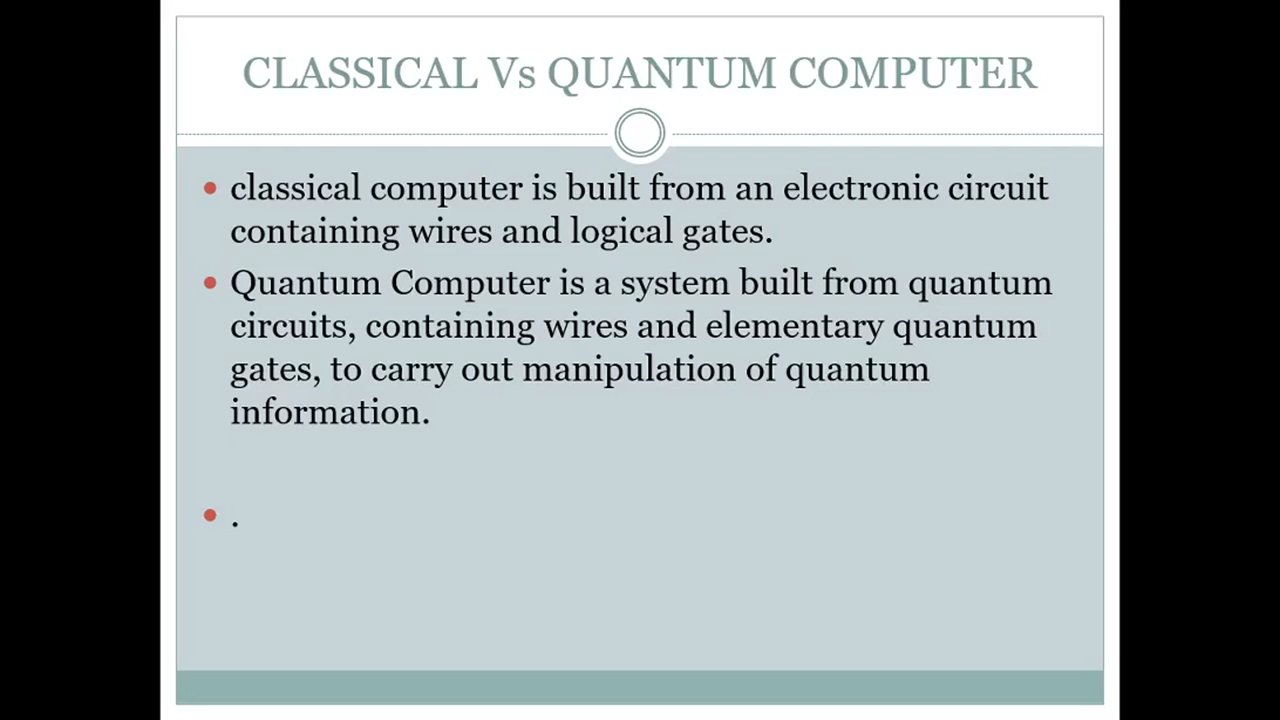 CLASSICAL Vs QUANTUM COMPUTER
• classical computer is built from an electronic circuit
containing wires and logical gates.
• Quantum Computer is a system built from quantum
circuits, containing wires and elementary quantum
gates, to carry out manipulation of quantum
information.
• .